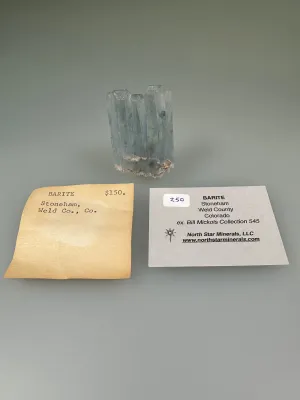 BARITE $150.
Stoneham,
Weld Co., Co.
250
BARITE
Stoneham
Weld County
Colorado
ex. Bill Mickols Collection 545
North Star Minerals, LLC
www.northstarminerals.com